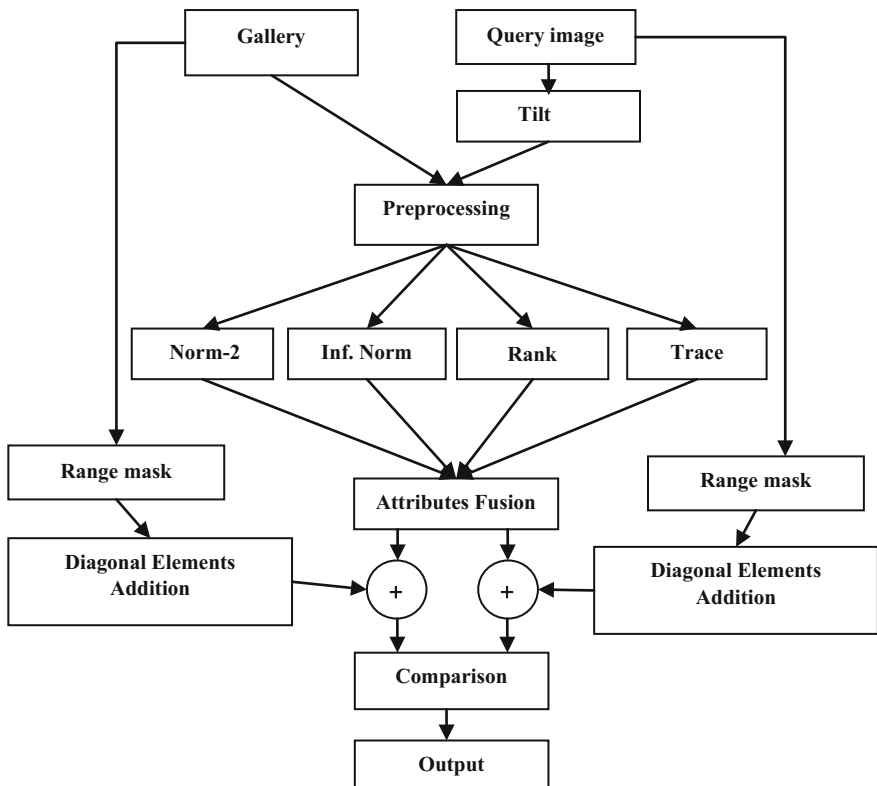 Gallery
Query image
Tilt
Preprocessing
Norm-2
Inf. Norm
Rank
Trace
Range mask
Range mask
Attributes Fusion
Diagonal Elements
Addition
+
+
Diagonal Elements
Addition
Comparison
Output